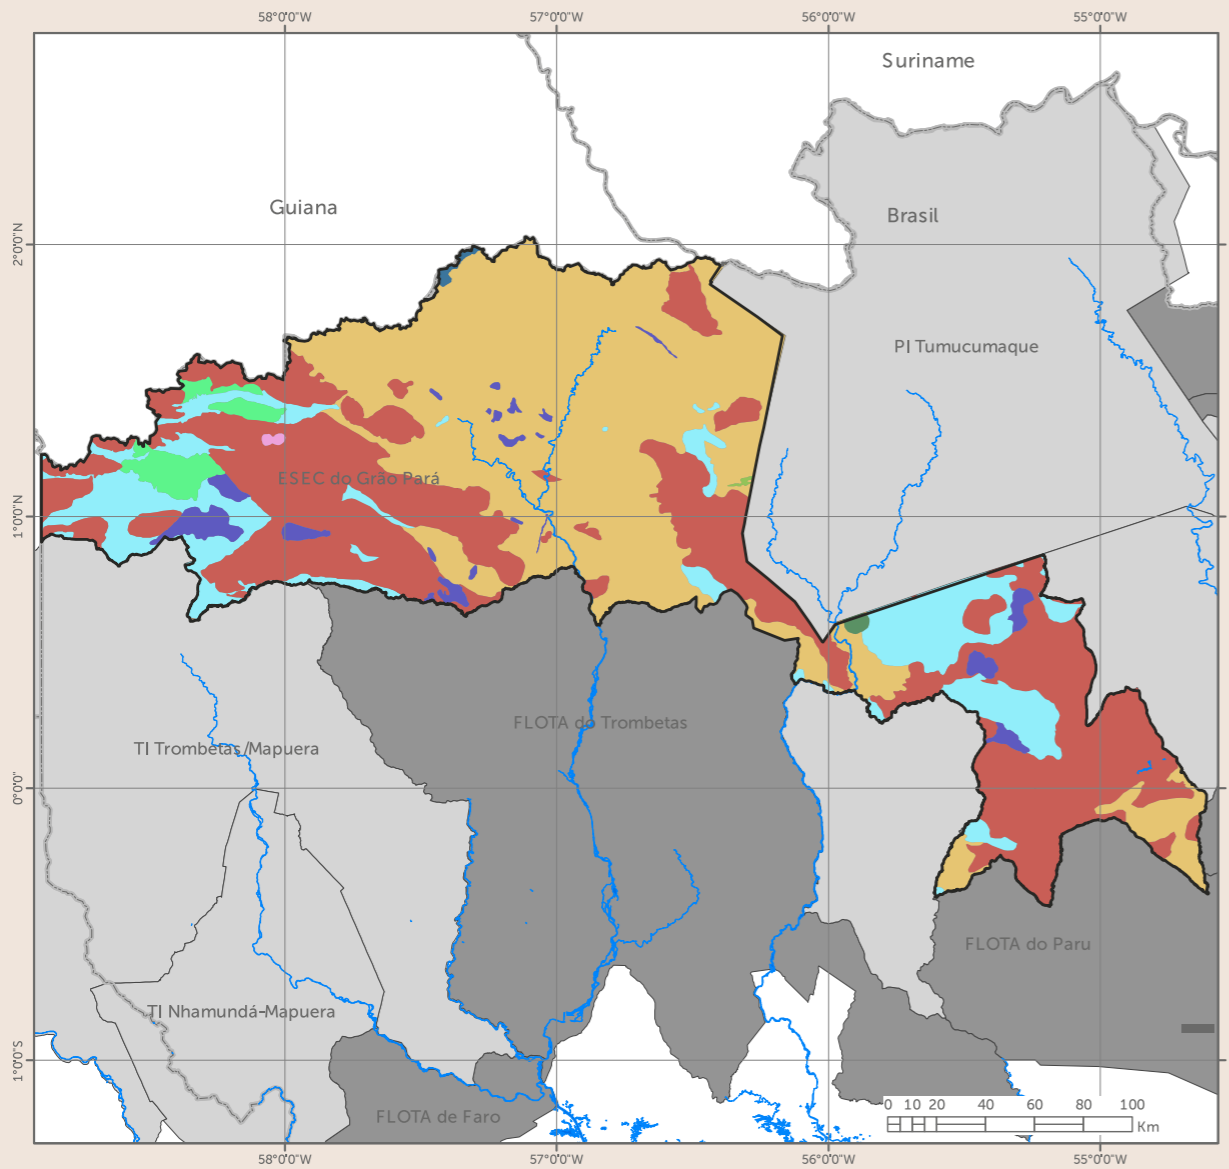 58°0'0"W 57°0'0"W 56°0'0"W 55°0'0"W
Suriname
Guiana
Brasil
2°0'0"N
PI Tumucumaque
ESEC do Grão Pará
1°0'0"N
FLOTA do Trombetas
TI Trombetas/Mapuera
0°0'0"
FLOTA do Paru
TI Nhamundá-Mapuera
1°0'0"S
0 10 20 40 60 80 100
Km
FLOTA de Faro
58°0'0"W 57°0'0"W 56°0'0"W 55°0'0"W